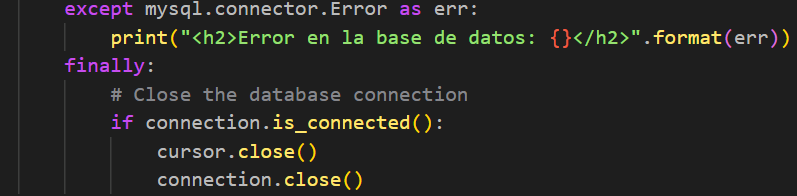 except mysql.connector.Error as err:
print("<h2>Error en la base de datos: {}</h2>".format(err))
finally:
# Close the database connection
if connection.is_connected():
cursor.close()
connection.close()